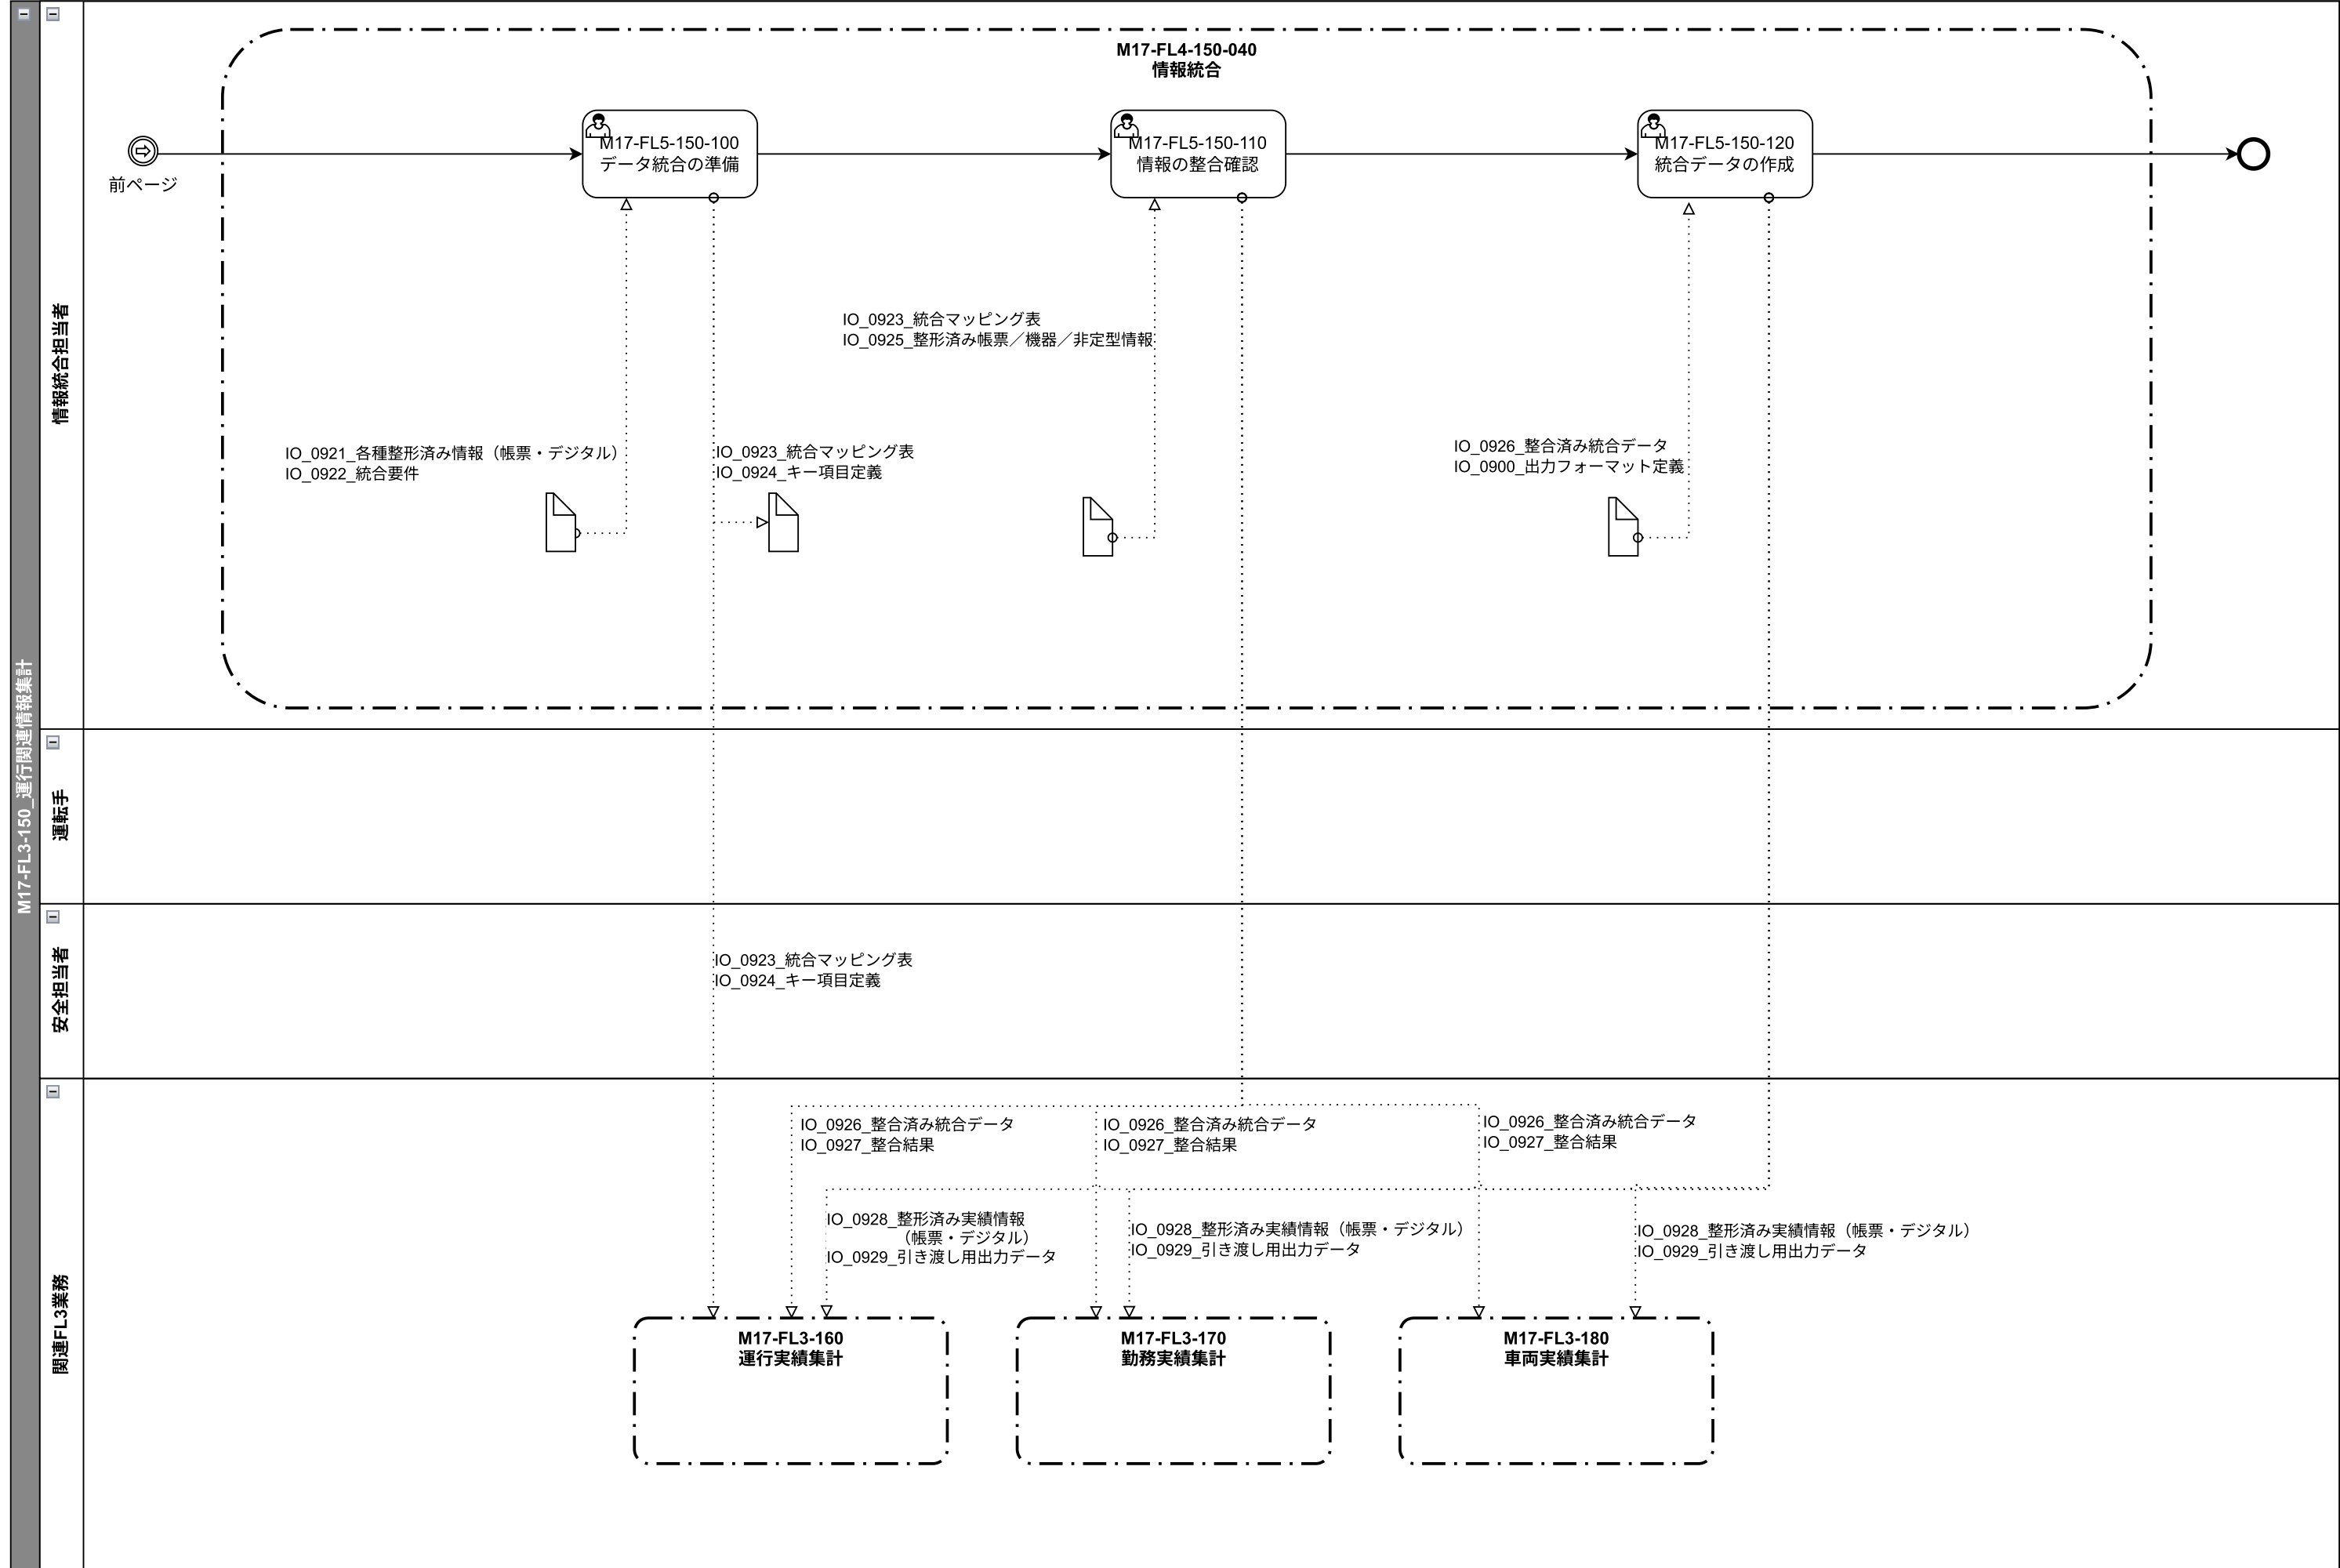 M17-FL3-150_運行関連情報集計
情報統合担当者
M17-FL4-150-040
情報統合
前ページ
M17-FL5-150-100
データ統合の準備
M17-FL5-150-110
情報の整合確認
M17-FL5-150-120
統合データの作成
IO_0923_統合マッピング表
IO_0925_整形済み帳票／機器／非定型情報
IO_0921_各種整形済み情報（帳票・デジタル）
IO_0922_統合要件
IO_0923_統合マッピング表
IO_0924_キー項目定義
IO_0926_整合済み統合データ
IO_0900_出力フォーマット定義
運転手
安全担当者
IO_0923_統合マッピング表
IO_0924_キー項目定義
関連FL3業務
IO_0926_整合済み統合データ
IO_0927_整合結果
IO_0926_整合済み統合データ
IO_0927_整合結果
IO_0926_整合済み統合データ
IO_0927_整合結果
IO_0928_整形済み実績情報
（帳票・デジタル）
IO_0929_引き渡し用出力データ
IO_0928_整形済み実績情報（帳票・デジタル）
IO_0929_引き渡し用出力データ
IO_0928_整形済み実績情報（帳票・デジタル）
IO_0929_引き渡し用出力データ
M17-FL3-160
運行実績集計
M17-FL3-170
勤務実績集計
M17-FL3-180
車両実績集計